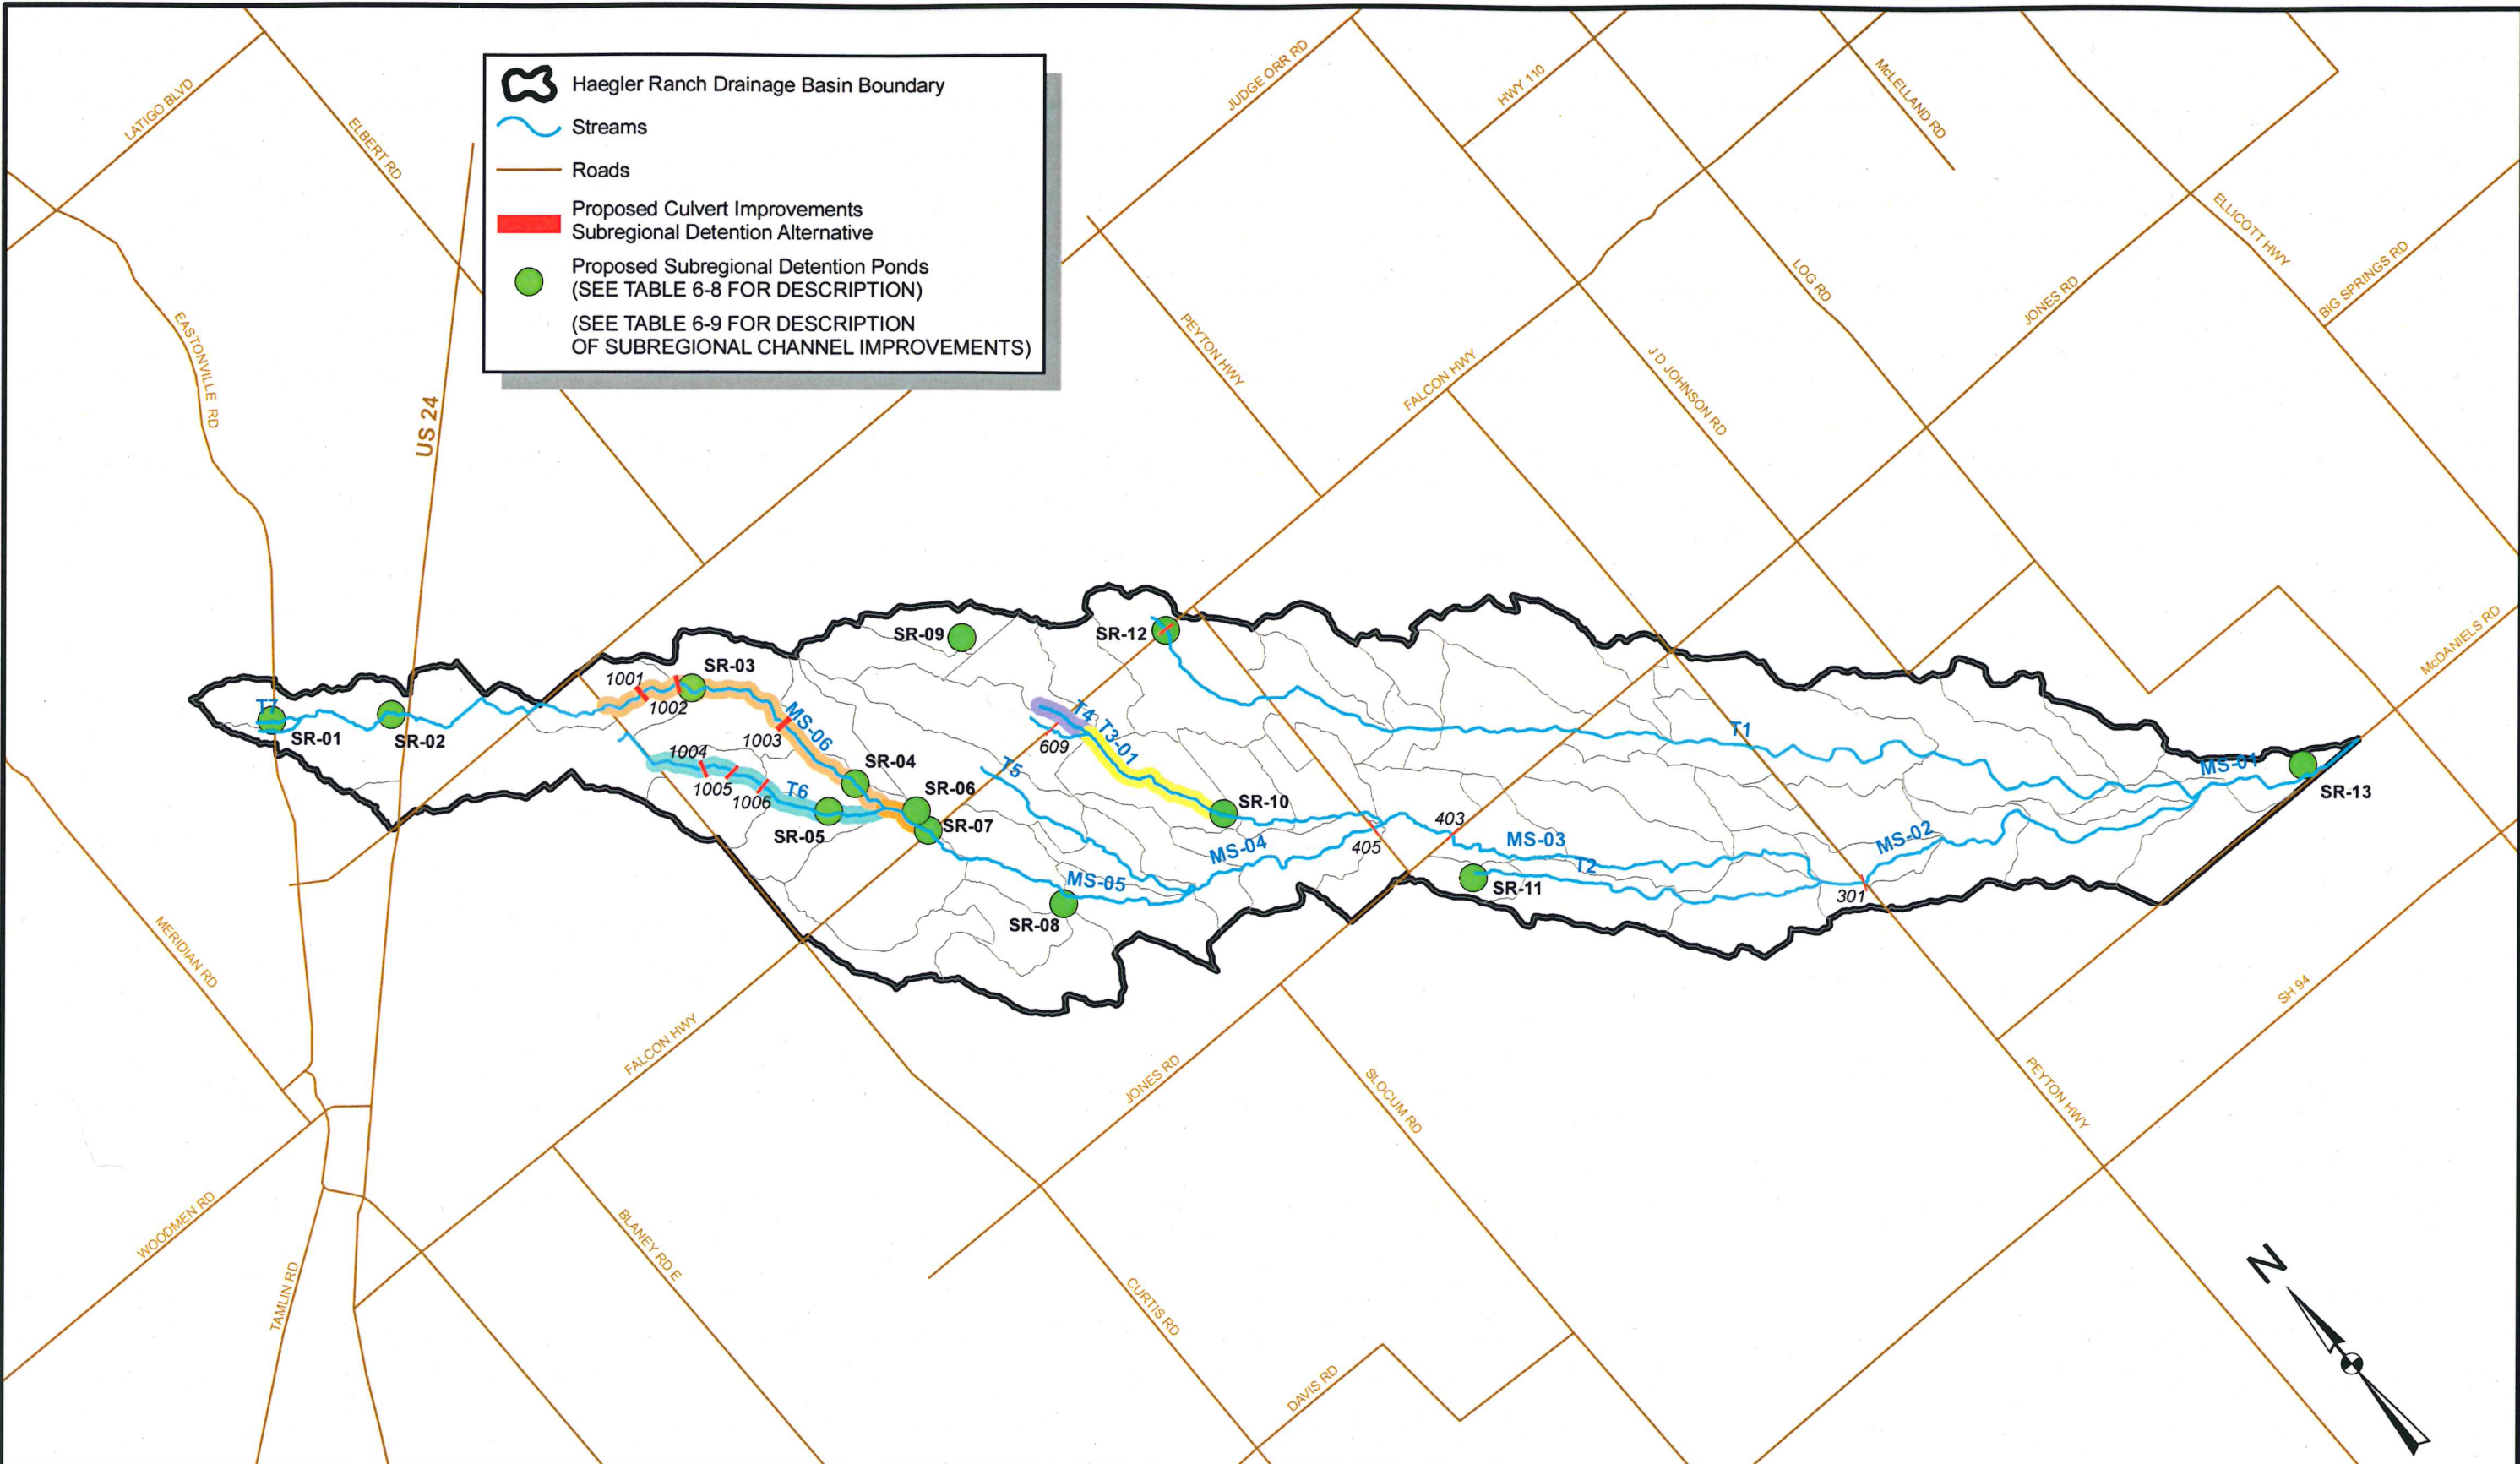 Haegler Ranch Drainage Basin Boundary
Streams
Roads
Proposed Culvert Improvements
Subregional Detention Alternative
Proposed Subregional Detention Ponds
(SEE TABLE 6-8 FOR DESCRIPTION)
(SEE TABLE 6-9 FOR DESCRIPTION
OF SUBREGIONAL CHANNEL IMPROVEMENTS)
LATIGO BLVD
ELBERT RD
EASTONVILLE RD
US 24
JUDGE ORR RD
HWY 110
McLELLAND RD
ELLICOTT HWY
BIG SPRINGS RD
LOG RD
JONES RD
PEYTON HWY
FALCON HWY
J D JOHNSON RD
McDANIELS RD
SR-09
SR-12
SR-03
1001
1002
T7
SR-01
SR-02
MS-06
1003
T4
T3-01
609
T1
1004
1005
1006
T6
SR-04
T5
SR-06
SR-05
SR-07
SR-10
MS-01
SR-13
403
405
MS-03
MS-04
MS-02
T2
MS-05
SR-11
301
SR-08
MERIDIAN RD
FALCON HWY
JONES RD
SLOCUM RD
SH 94
PEYTON HWY
WOODMEN RD
TAMLIN RD
BLANEY RD E
CURTIS RD
DAVIS RD
N